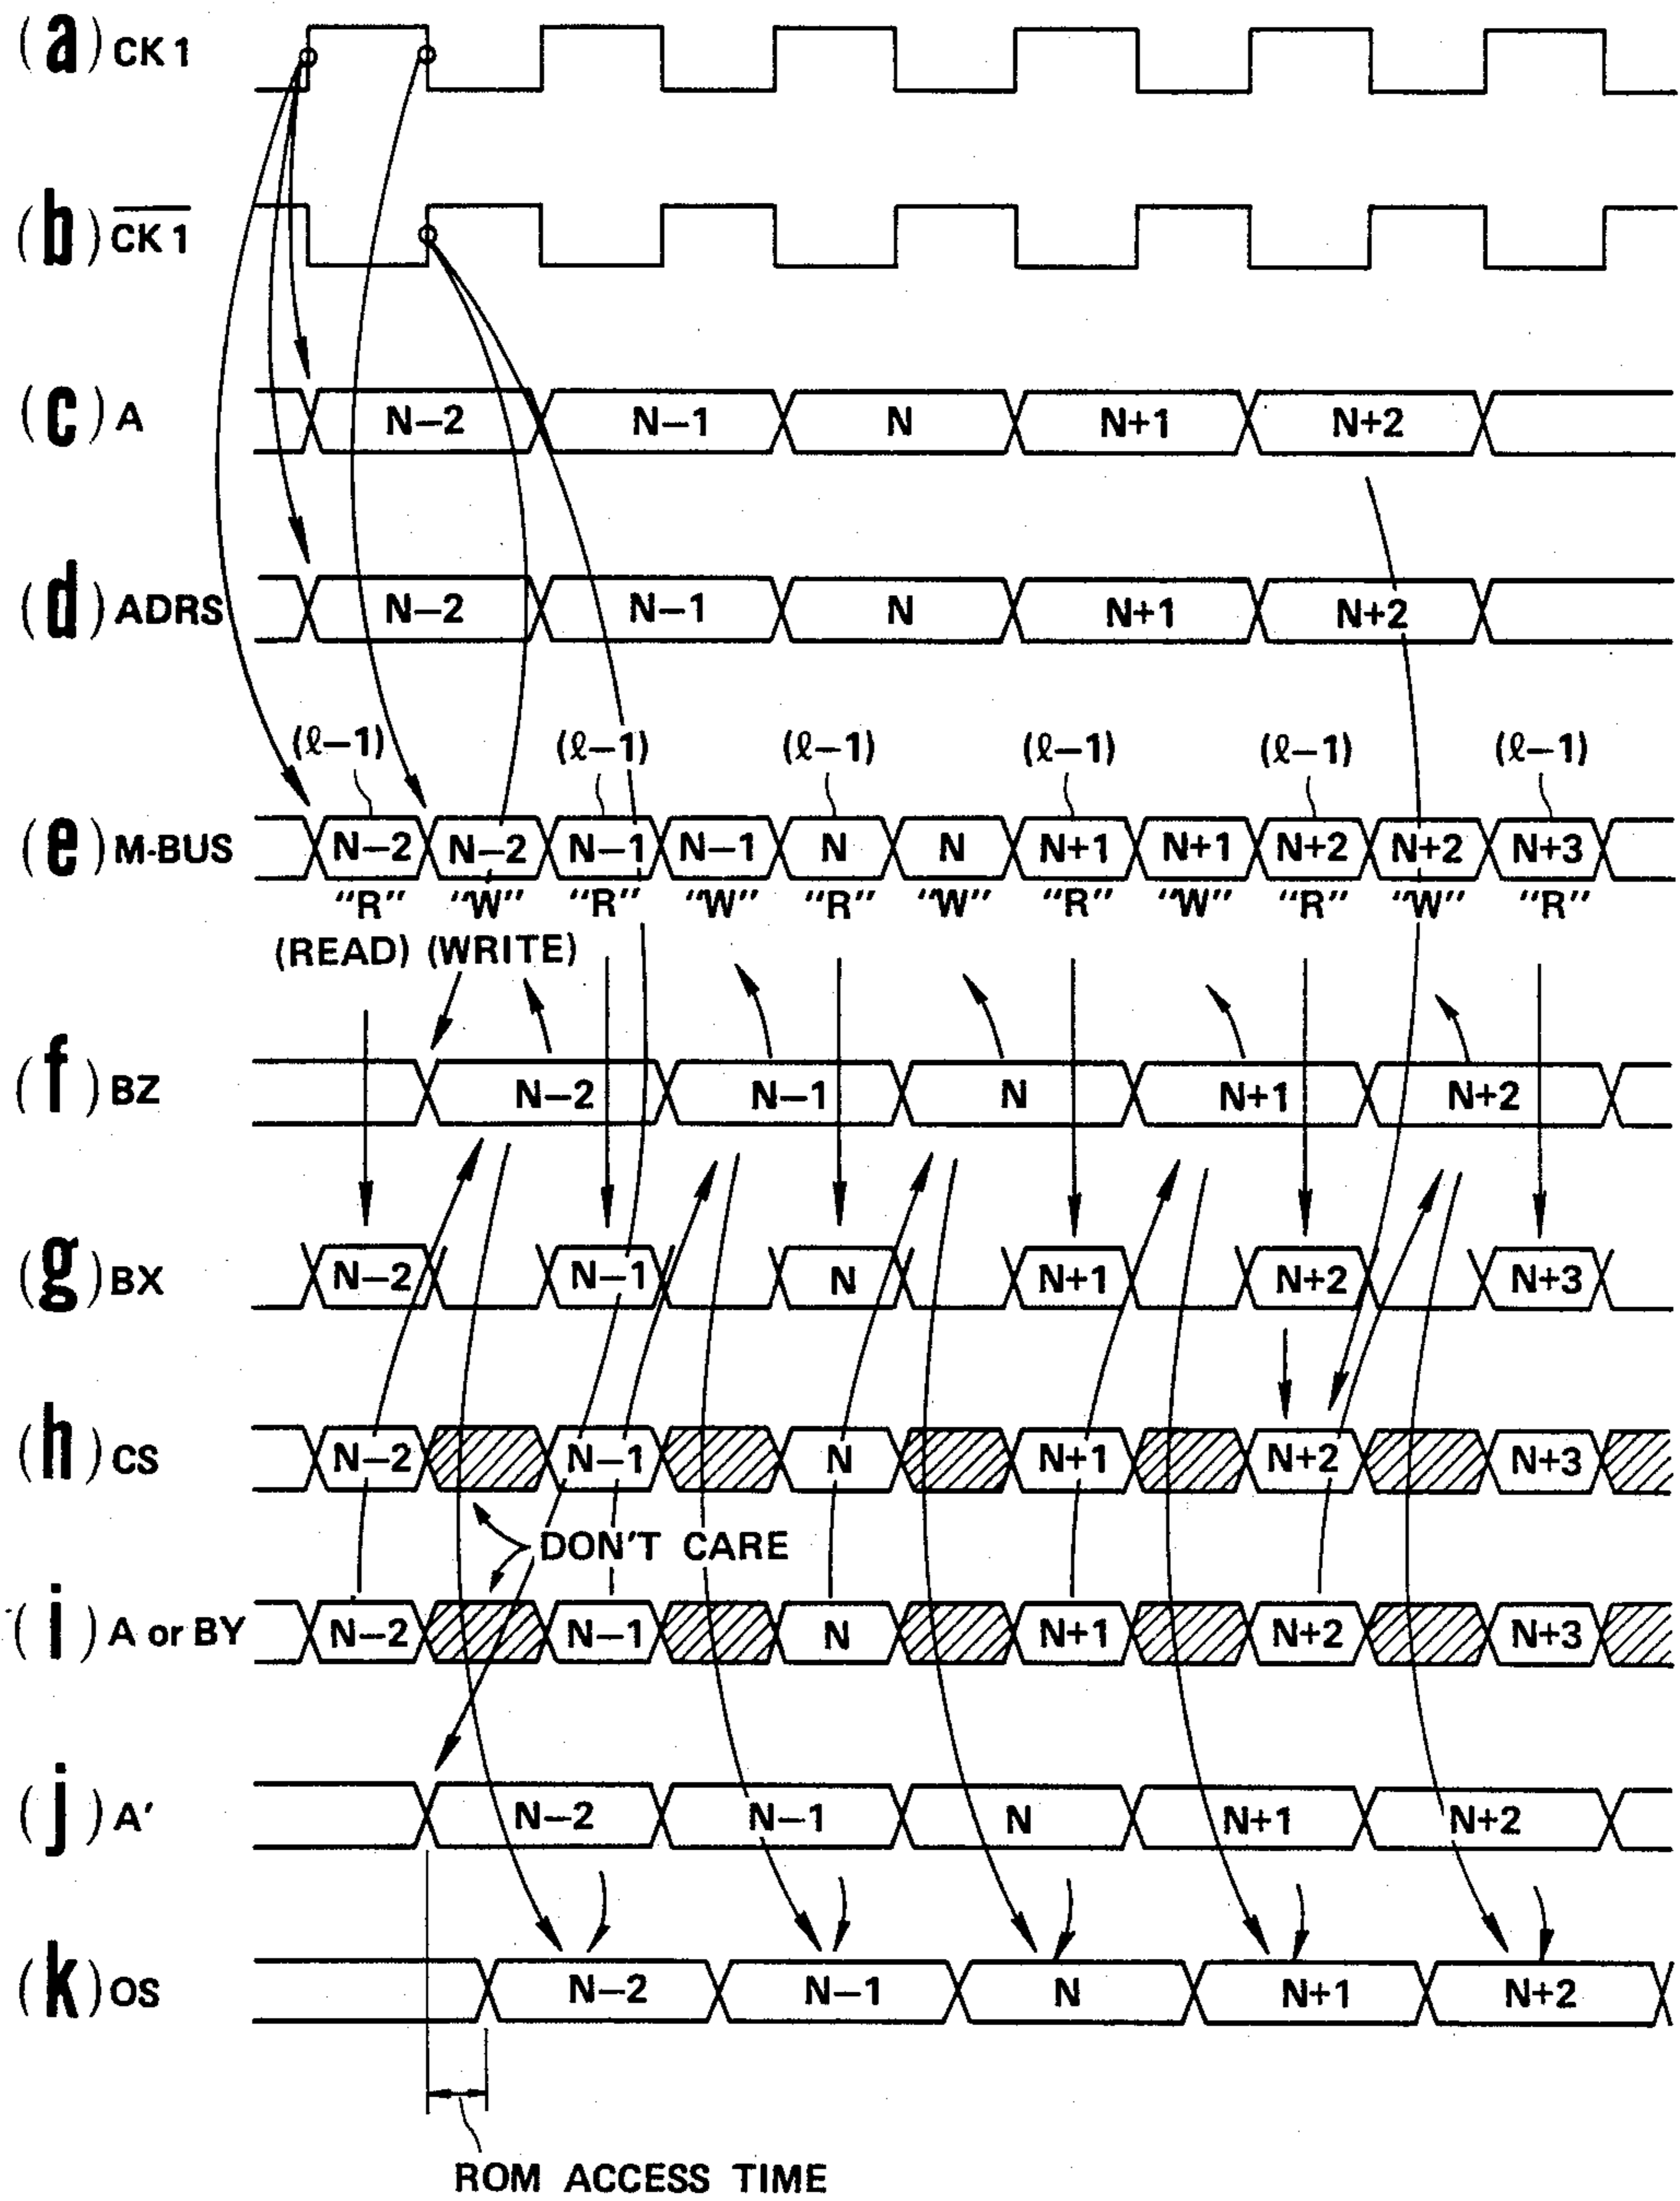 (a) CK 1
(b) C̅K̅ ̅1̅
(c) A N−2 N−1 N N+1 N+2
(d) ADRS N−2 N−1 N N+1 N+2
(ℓ−1) (ℓ−1) (ℓ−1) (ℓ−1) (ℓ−1) (ℓ−1)
(e) M·BUS N−2 N−2 N−1 N−1 N N N+1 N+1 N+2 N+2 N+3
"R" "W" "R" "W" "R" "W" "R" "W" "R" "W" "R"
(READ) (WRITE)
(f) BZ N−2 N−1 N N+1 N+2
(g) BX N−2 N−1 N N+1 N+2 N+3
(h) CS N−2 N−1 N N+1 N+2 N+3
DON'T CARE
(i) A or BY N−2 N−1 N N+1 N+2 N+3
(j) A′ N−2 N−1 N N+1 N+2
(k) OS N−2 N−1 N N+1 N+2
ROM ACCESS TIME